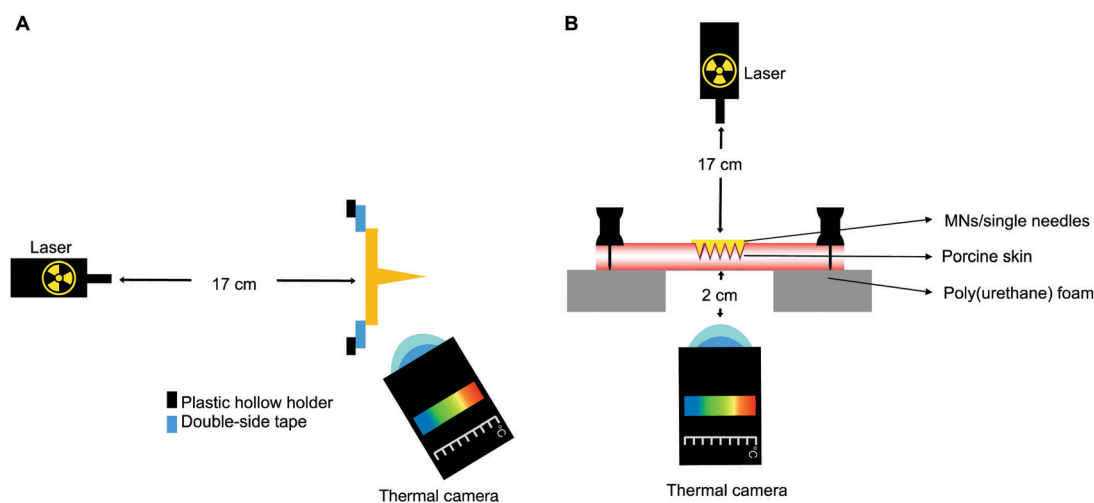 A
Laser
17 cm
Plastic hollow holder
Double-side tape
°C
Thermal camera
B
Laser
17 cm
MNs/single needles
Porcine skin
Poly(urethane) foam
2 cm
°C
Thermal camera